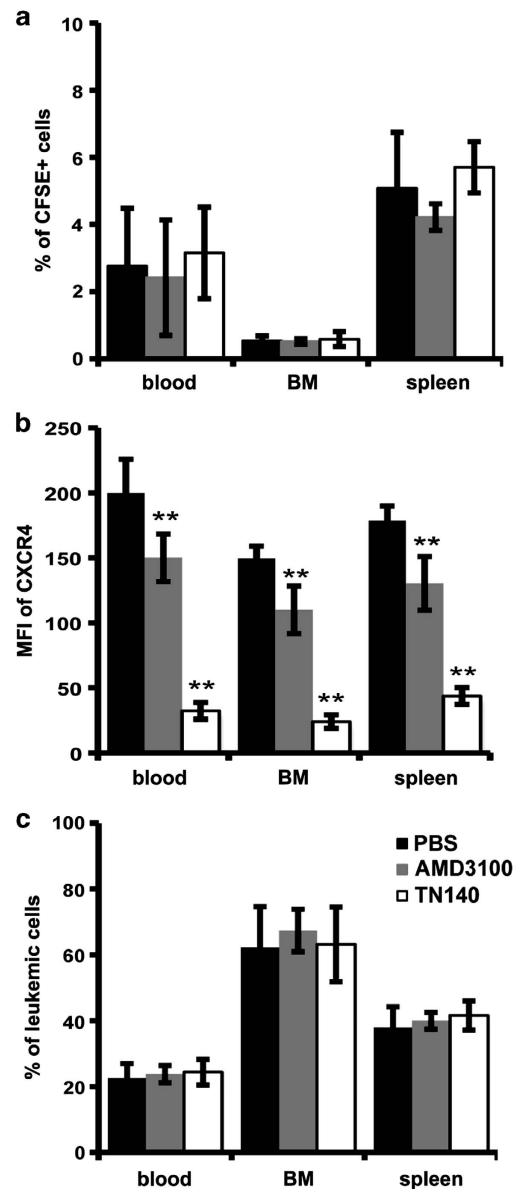 a
% of CFSE+ cells
10
8
6
4
2
0
blood BM spleen
b
MFI of CXCR4
250
200
150
100
50
0
** ** ** ** ** **
blood BM spleen
c
% of leukemic cells
100
80
60
40
20
0
PBS
AMD3100
TN140
blood BM spleen